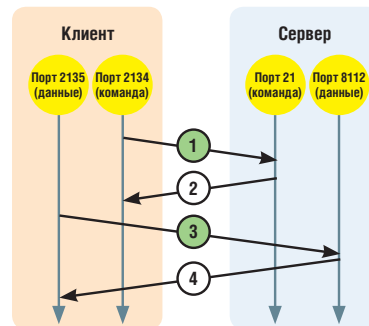 Клиент
Сервер
Порт 2135
(данные)
Порт 2134
(команда)
Порт 21
(команда)
Порт 8112
(данные)
1
2
3
4